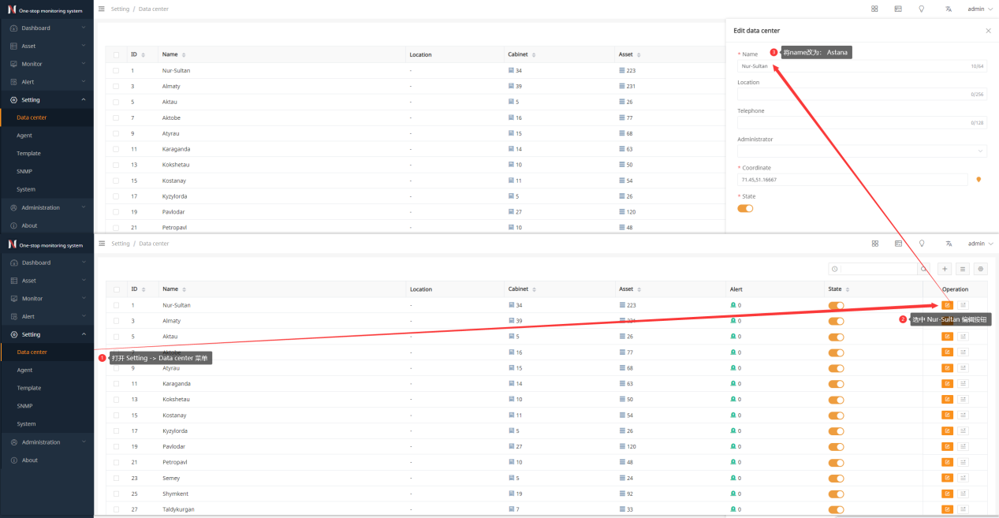 One-stop monitoring system
Setting / Data center
admin
Dashboard
Asset
Monitor
Alert
Setting
Data center
Agent
Template
SNMP
System
Administration
About
ID Name Location Cabinet Asset
1 Nur-Sultan - 34 223
3 Almaty - 39 231
5 Aktau - 5 26
7 Aktobe - 16 77
9 Atyrau - 15 68
11 Karaganda - 14 63
13 Kokshetau - 10 50
15 Kostanay - 11 54
17 Kyzylorda - 5 26
19 Pavlodar - 27 120
21 Petropavl - 10 48
Edit data center
* Name
3 将name改为： Astana
Nur-Sultan 10/64
Location
0/256
Telephone
0/128
Administrator
* Coordinate
71.45,51.16667
* State
One-stop monitoring system
Setting / Data center
admin
Dashboard
Asset
Monitor
Alert
Setting
Data center
Agent
Template
SNMP
System
Administration
About
1 打开 Setting -> Data center 菜单
2 选中 Nur-Sultan 编辑按钮
ID Name Location Cabinet Asset Alert State Operation
1 Nur-Sultan - 34 223 0
3 Almaty - 39 231 0
5 Aktau - 5 26 0
7 Aktobe - 16 77 0
9 Atyrau - 15 68 0
11 Karaganda - 14 63 0
13 Kokshetau - 10 50 0
15 Kostanay - 11 54 0
17 Kyzylorda - 5 26 0
19 Pavlodar - 27 120 0
21 Petropavl - 10 48 0
23 Semey - 5 24 0
25 Shymkent - 19 92 0
27 Taldykurgan - 7 33 0